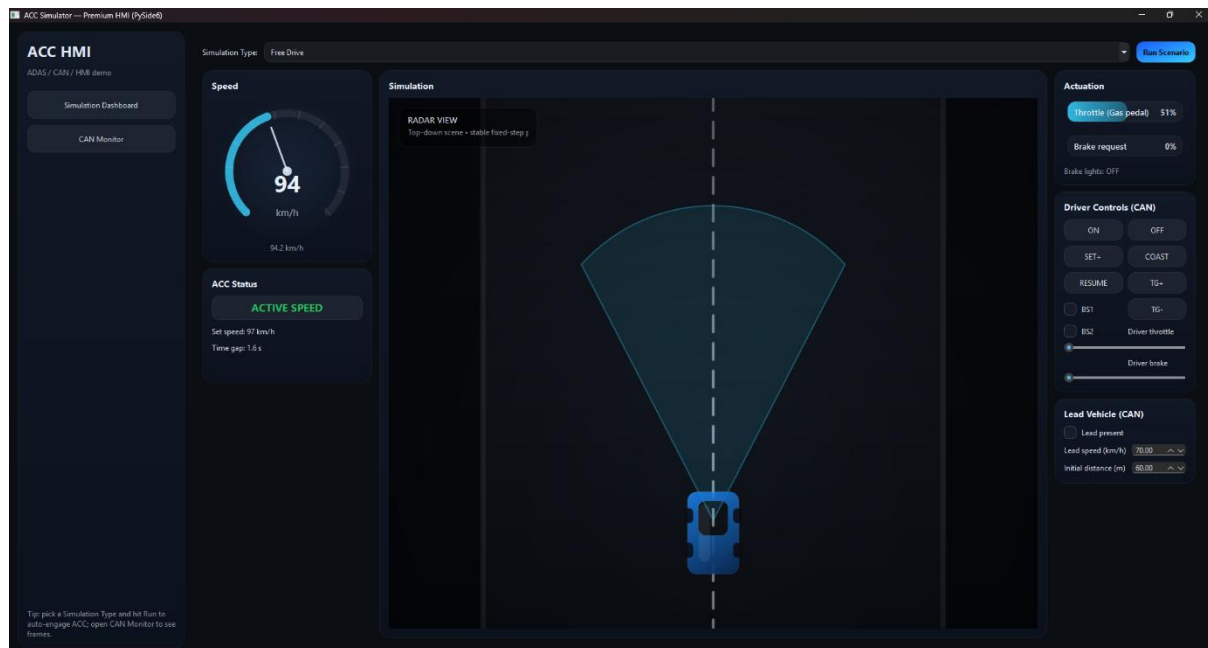 ACC Simulator — Premium HMI (PySide6)
ACC HMI
ADAS / CAN / HMI demo
Simulation Dashboard
CAN Monitor
Tip: pick a Simulation Type and hit Run to
auto-engage ACC; open CAN Monitor to see
frames.
Simulation Type: Free Drive
Run Scenario
Speed
94
km/h
94.2 km/h
ACC Status
ACTIVE SPEED
Set speed: 97 km/h
Time gap: 1.6 s
Simulation
RADAR VIEW
Top-down scene • stable fixed-step p
Actuation
Throttle (Gas pedal) 51%
Brake request 0%
Brake lights: OFF
Driver Controls (CAN)
ON OFF
SET+ COAST
RESUME TG+
BS1 TG-
BS2 Driver throttle
Driver brake
Lead Vehicle (CAN)
Lead present
Lead speed (km/h) 70.00
Initial distance (m) 60.00